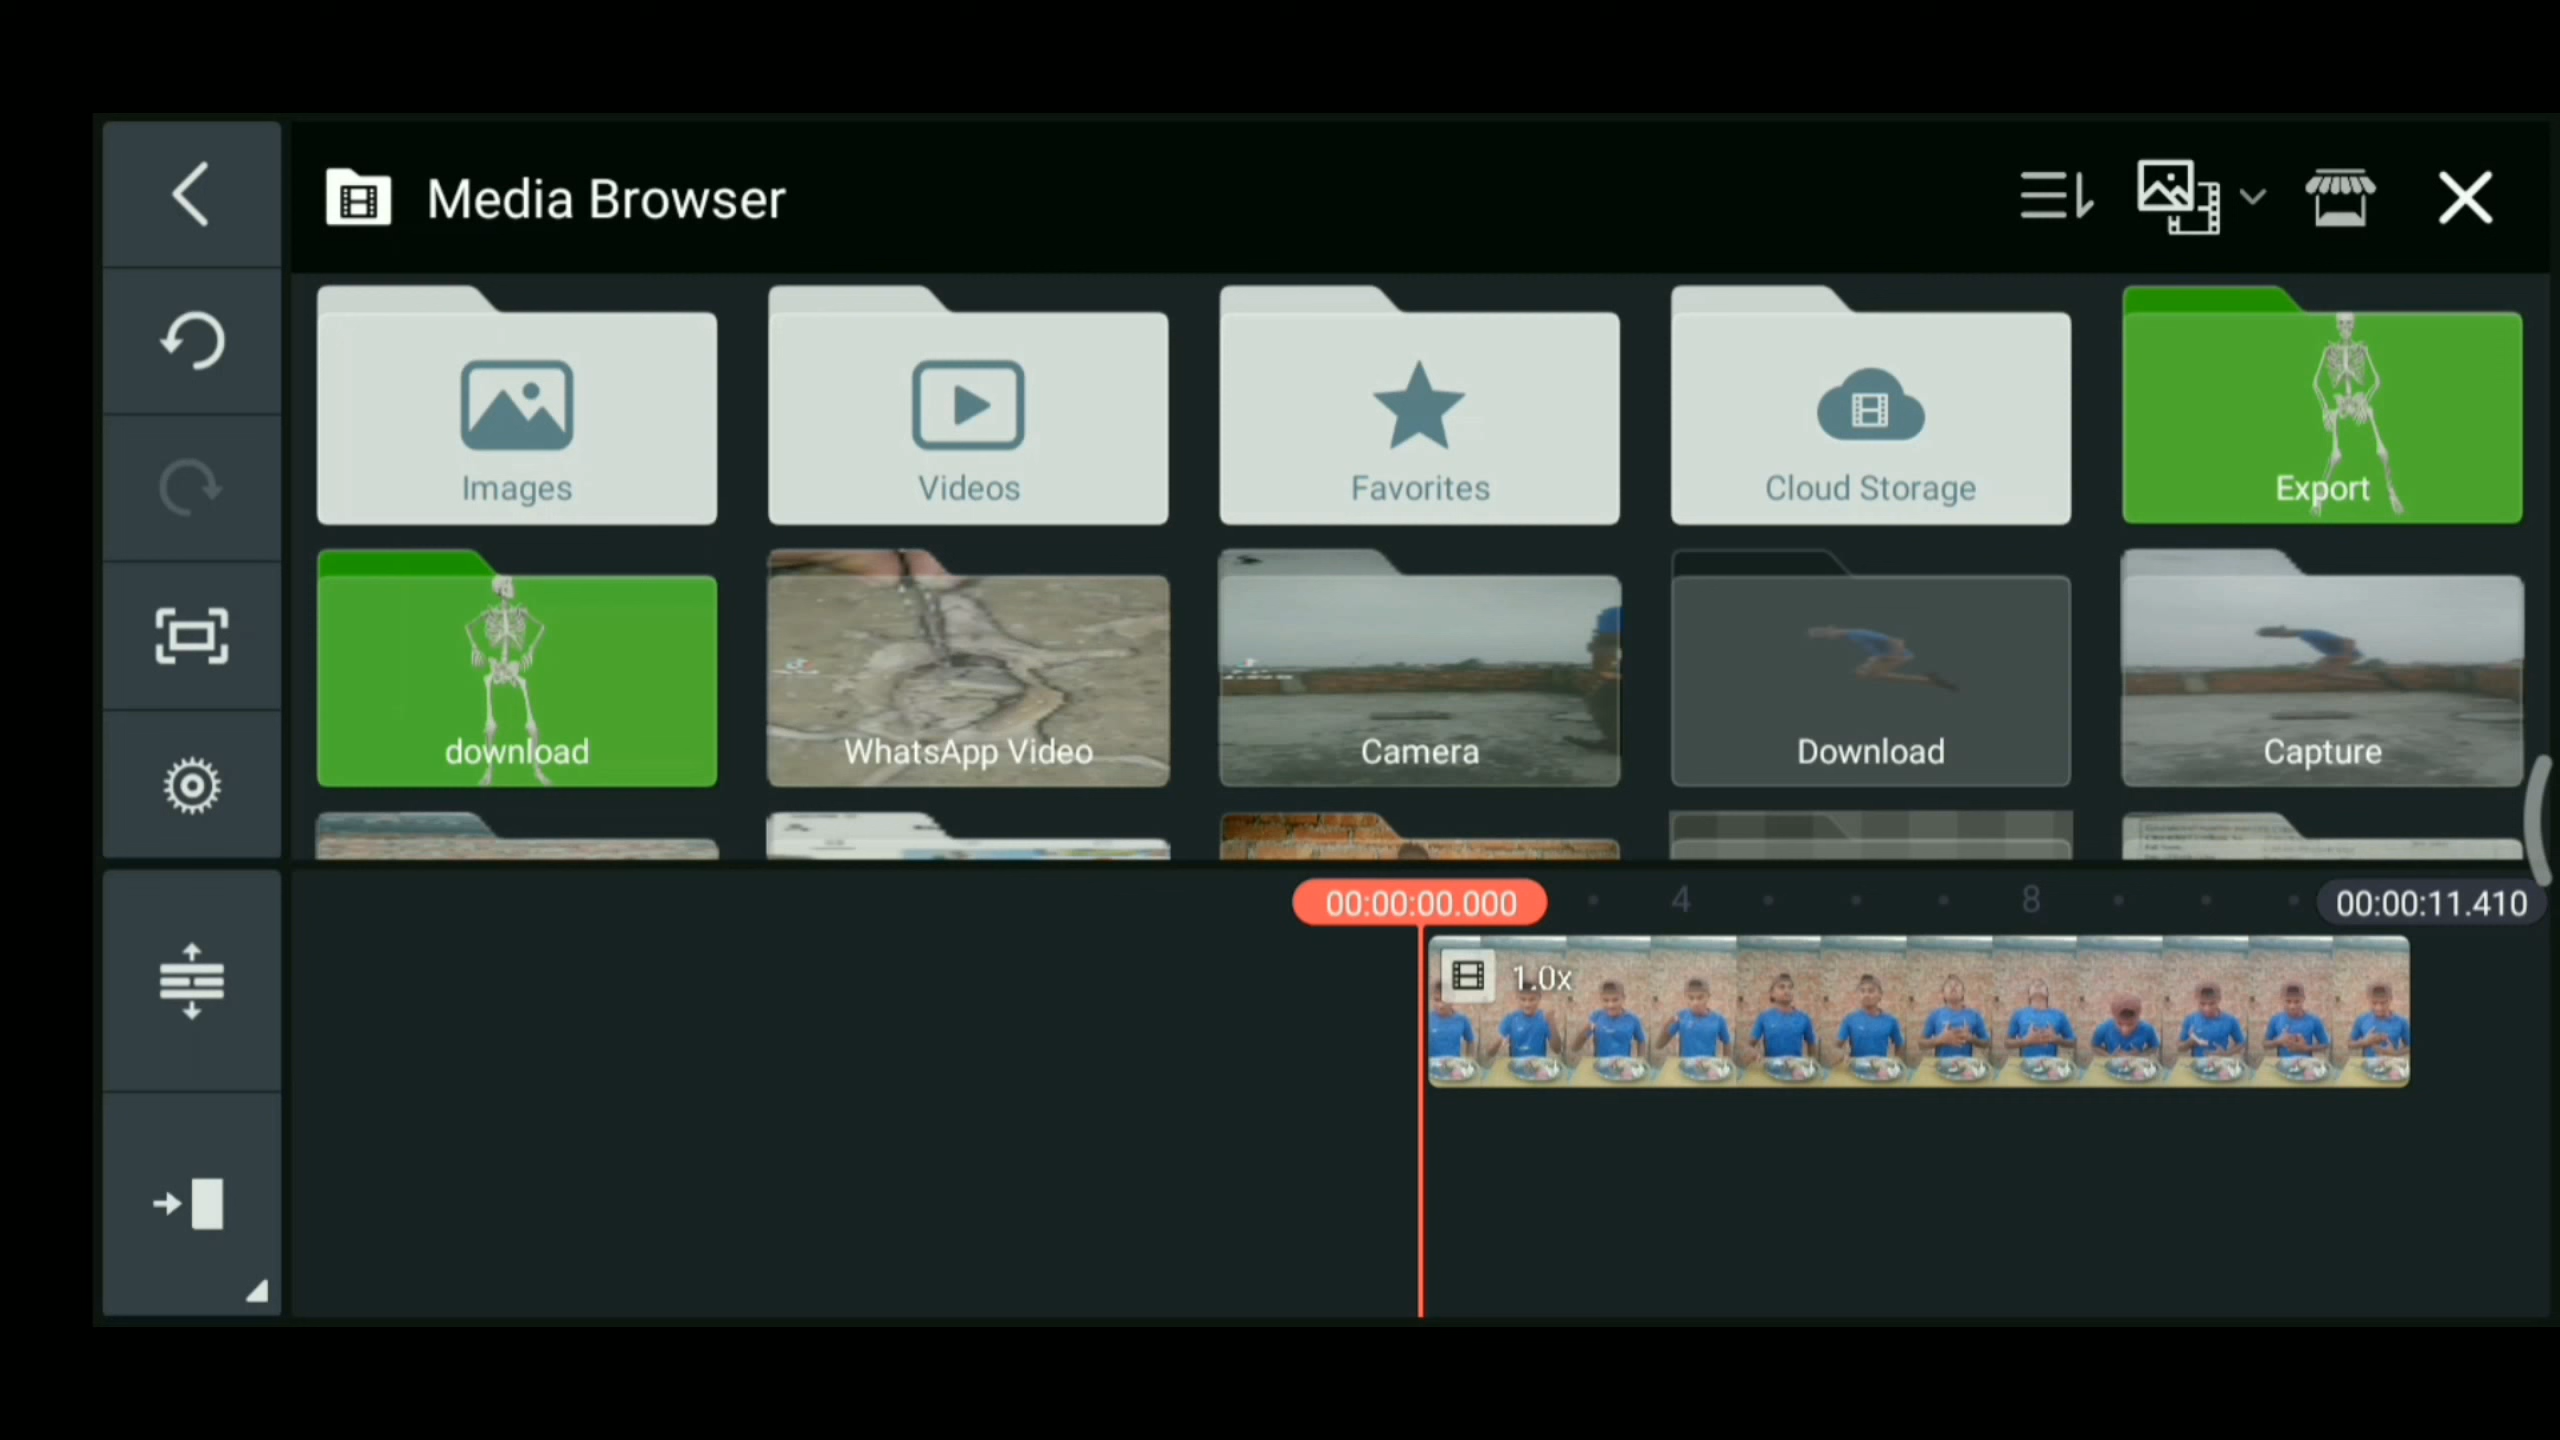 Media Browser
Images
Videos
Favorites
Cloud Storage
Export
download
WhatsApp Video
Camera
Download
Capture
00:00:00.000
4
8
00:00:11.410
1.0x